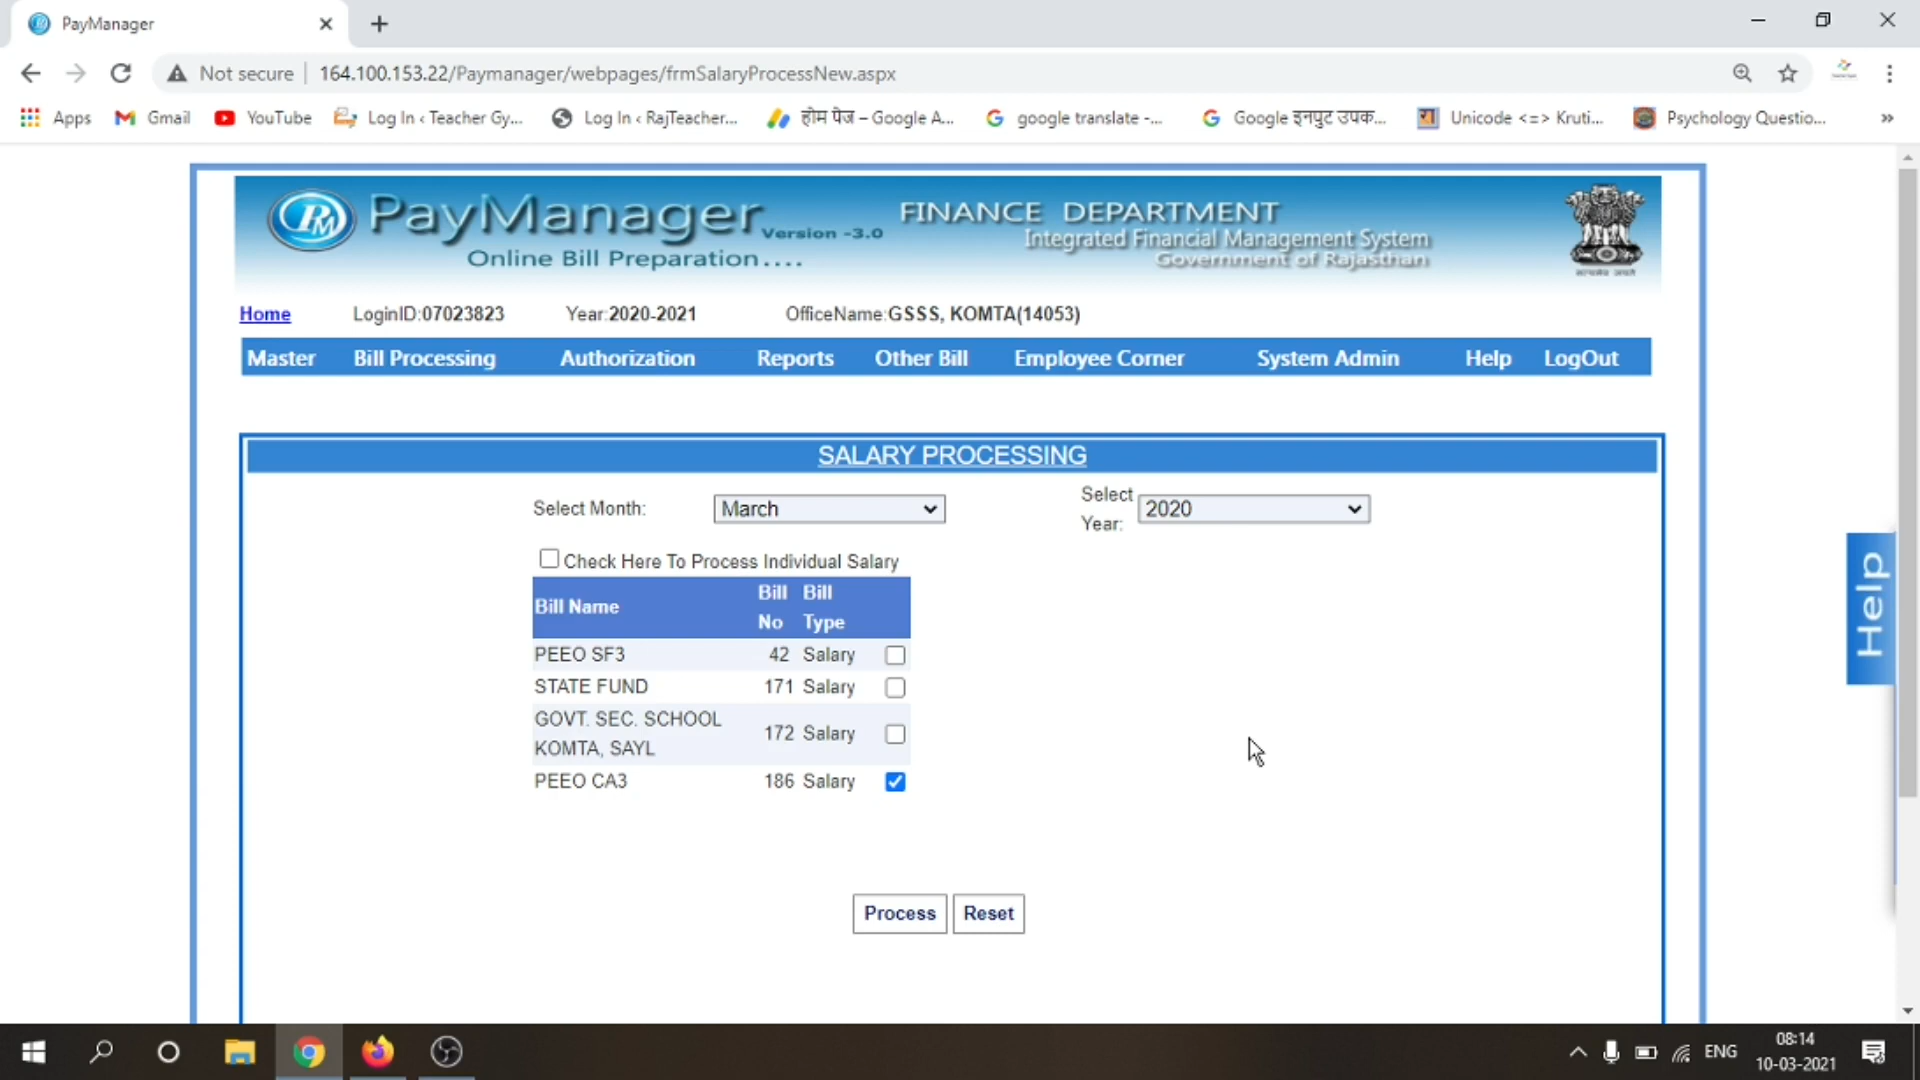 PayManager
Not secure | 164.100.153.22/Paymanager/webpages/frmSalaryProcessNew.aspx
Apps Gmail YouTube Log In ‹ Teacher Gy... Log In ‹ RajTeacher... होम पेज – Google A... google translate -... Google इनपुट उपक... Unicode <=> Kruti... Psychology Questio... »
PM PayManager Version -3.0
Online Bill Preparation....
FINANCE DEPARTMENT
Integrated Financial Management System
Government of Rajasthan
Home LoginID:07023823 Year:2020-2021 OfficeName:GSSS, KOMTA(14053)
Master Bill Processing Authorization Reports Other Bill Employee Corner System Admin Help LogOut
SALARY PROCESSING
Select Month: March Select Year: 2020
Check Here To Process Individual Salary
Bill Name Bill No Bill Type
PEEO SF3 42 Salary
STATE FUND 171 Salary
GOVT. SEC. SCHOOL KOMTA, SAYL 172 Salary
PEEO CA3 186 Salary
Process Reset
Help
ENG
08:14
10-03-2021